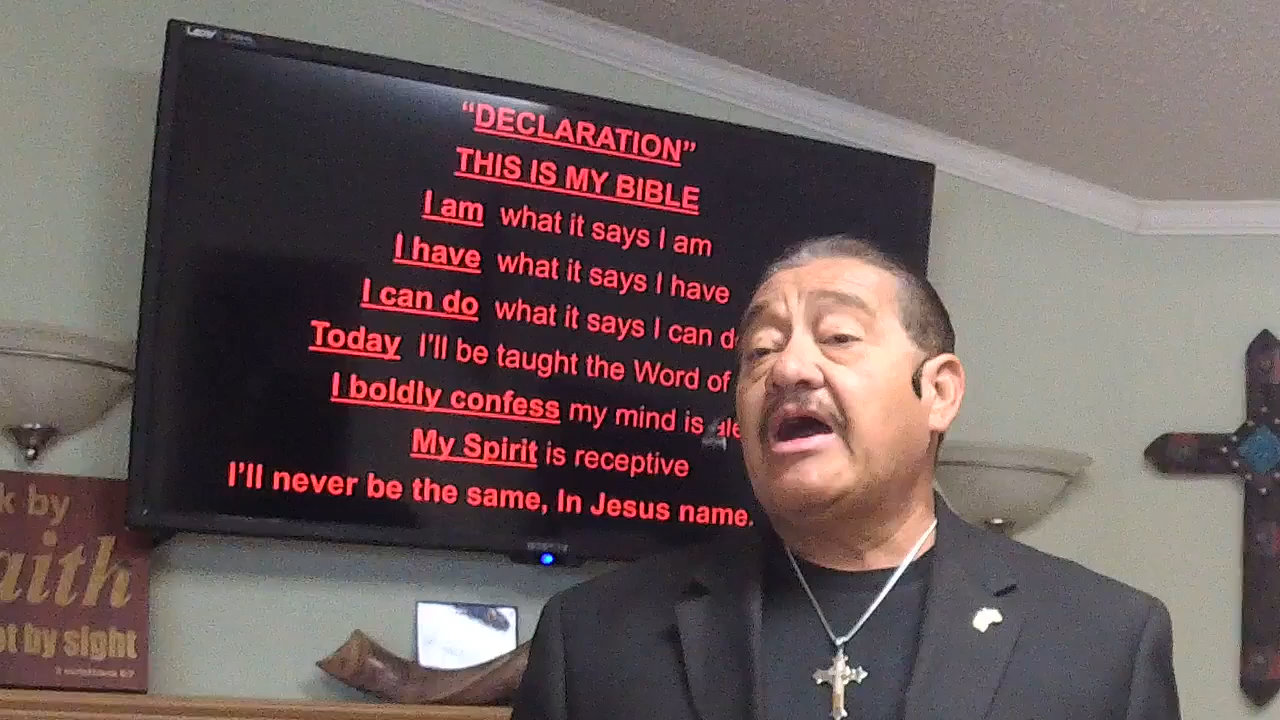 “DECLARATION”
THIS IS MY BIBLE
I am what it says I am
I have what it says I have
I can do what it says I can
Today I’ll be taught the Word of
I boldly confess my mind is
My Spirit is receptive
I’ll never be the same, In Jesus name.
k by
aith
ot by sight